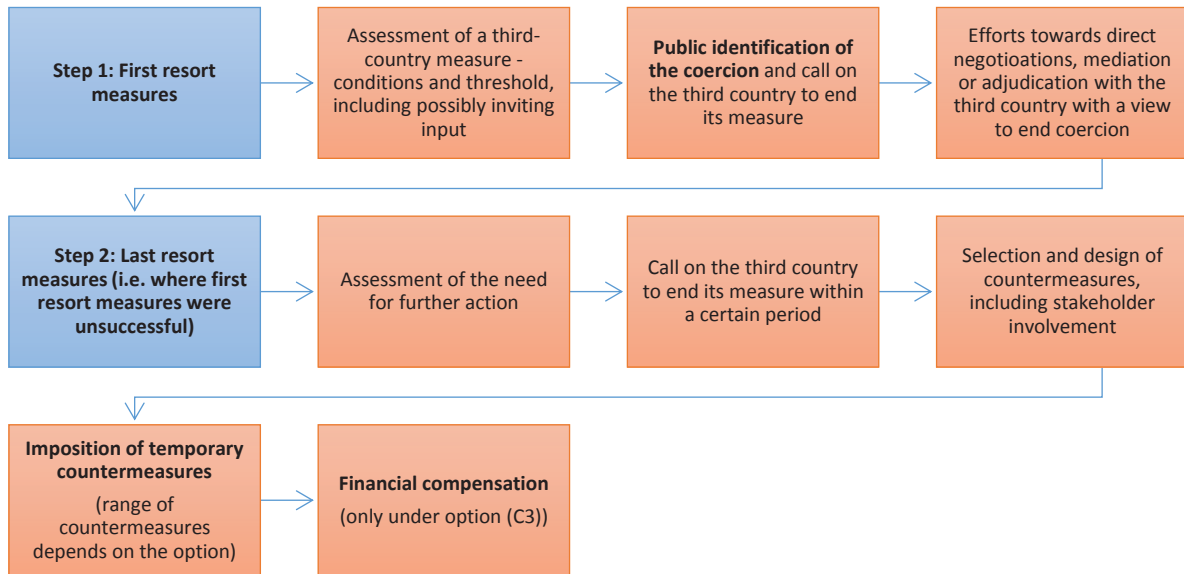 Step 1: First resort
measures
Assessment of a third-
country measure -
conditions and threshold,
including possibly inviting
input
Public identification of
the coercion and call on
the third country to end
its measure
Efforts towards direct
negotioations, mediation
or adjudication with the
third country with a view
to end coercion
Step 2: Last resort
measures (i.e. where first
resort measures were
unsuccessful)
Assessment of the need
for further action
Call on the third country
to end its measure within
a certain period
Selection and design of
countermeasures,
including stakeholder
involvement
Imposition of temporary
countermeasures
(range of
countermeasures
depends on the option)
Financial compensation
(only under option (C3))